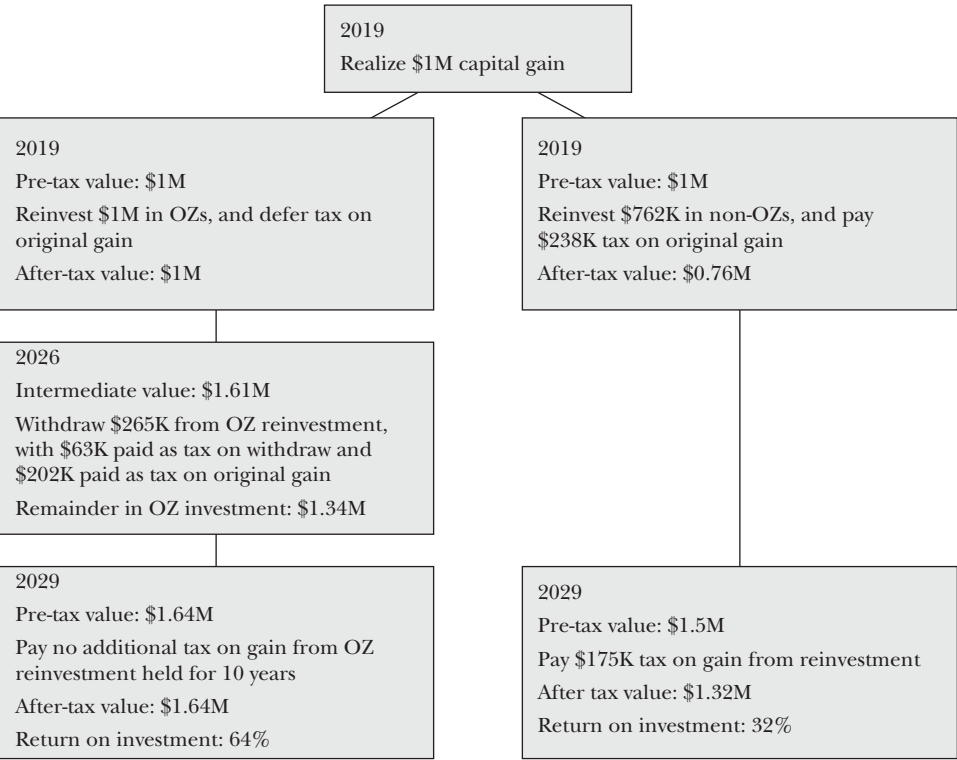 2019
Realize $1M capital gain
2019
Pre-tax value: $1M
Reinvest $1M in OZs, and defer tax on
original gain
After-tax value: $1M
2019
Pre-tax value: $1M
Reinvest $762K in non-OZs, and pay
$238K tax on original gain
After-tax value: $0.76M
2026
Intermediate value: $1.61M
Withdraw $265K from OZ reinvestment,
with $63K paid as tax on withdraw and
$202K paid as tax on original gain
Remainder in OZ investment: $1.34M
2029
Pre-tax value: $1.64M
Pay no additional tax on gain from OZ
reinvestment held for 10 years
After-tax value: $1.64M
Return on investment: 64%
2029
Pre-tax value: $1.5M
Pay $175K tax on gain from reinvestment
After tax value: $1.32M
Return on investment: 32%